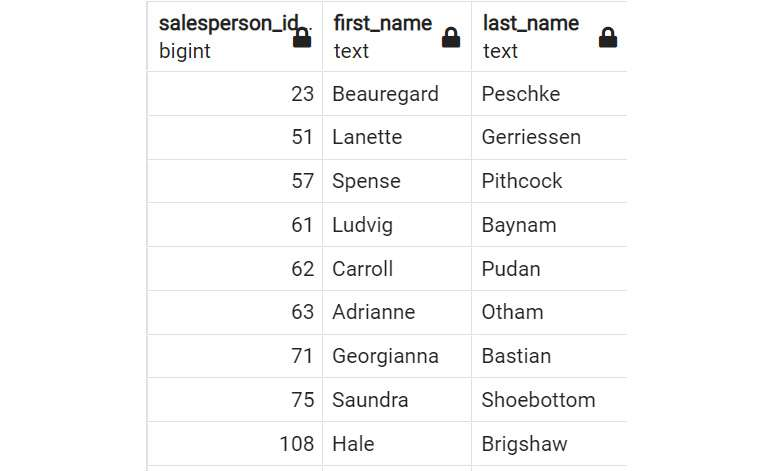 salesperson_id first_name last_name
bigint text text
23 Beauregard Peschke
51 Lanette Gerriessen
57 Spense Pithcock
61 Ludvig Baynam
62 Carroll Pudan
63 Adrianne Otham
71 Georgianna Bastian
75 Saundra Shoebottom
108 Hale Brigshaw